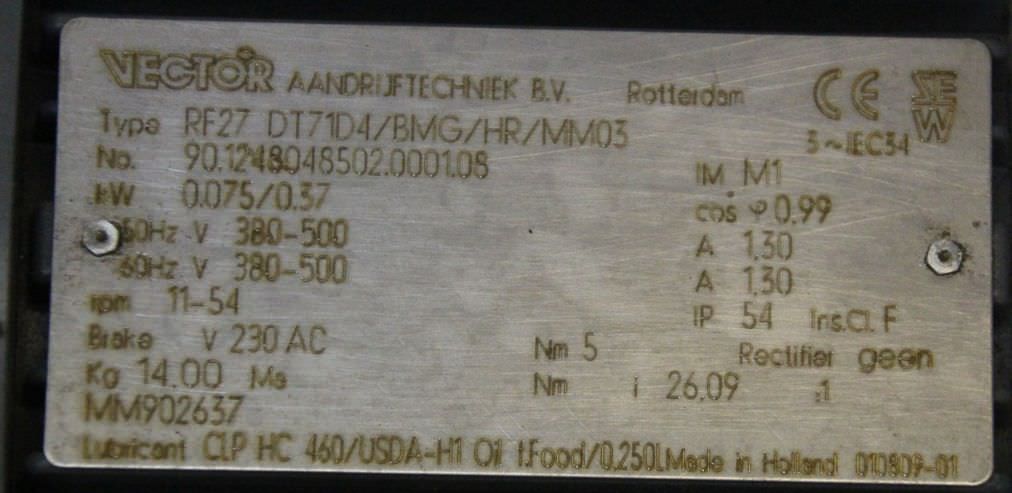 VECTOR AANDRIJFTECHNIEK B.V. Rotterdam CE SEW
Type RF27 DT71D4/BMG/HR/MM03 3~IEC34
No. 90.1248048502.0001.08 IM M1
kW 0.075/0.37 cos φ 0.99
50Hz V 380-500 A 1,30
60Hz V 380-500 A 1,30
rpm 11-54 IP 54 Ins.Cl. F
Brake V 230 AC Nm 5 Rectifier geen
Kg 14.00 Ma Nm i 26,09 :1
MM902637
Lubricant CLP HC 460/USDA-H1 Oil f.Food/0.250L Made in Holland 010809-01